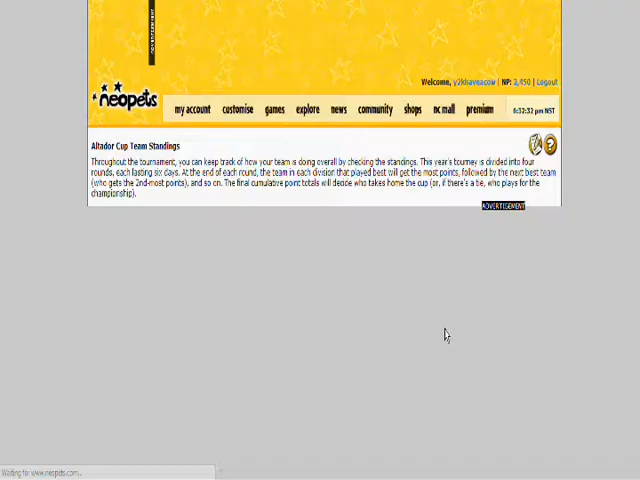 ADVERTISEMENT
Welcome, y2khaveacow | NP: 2,450 | Logout
neopets
my account customise games explore news community shops nc mall premium 6:32:32 pm NST
Altador Cup Team Standings
Throughout the tournament, you can keep track of how your team is doing overall by checking the standings. This year's tourney is divided into four
rounds, each lasting six days. At the end of each round, the team in each division that played best will get the most points, followed by the next best team
(who gets the 2nd-most points), and so on. The final cumulative point totals will decide who takes home the cup (or, if there's a tie, who plays for the
championship).
ADVERTISEMENT
Waiting for www.neopets.com...